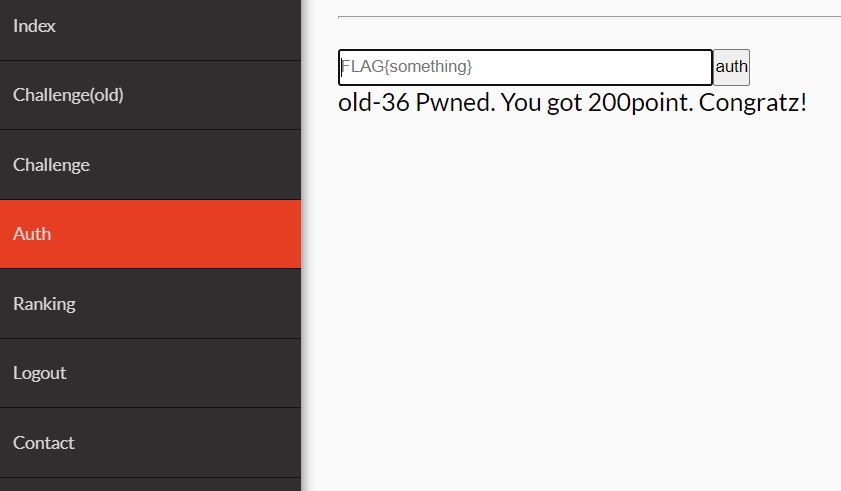 Index
Challenge(old)
Challenge
Auth
Ranking
Logout
Contact
FLAG{something} auth
old-36 Pwned. You got 200point. Congratz!